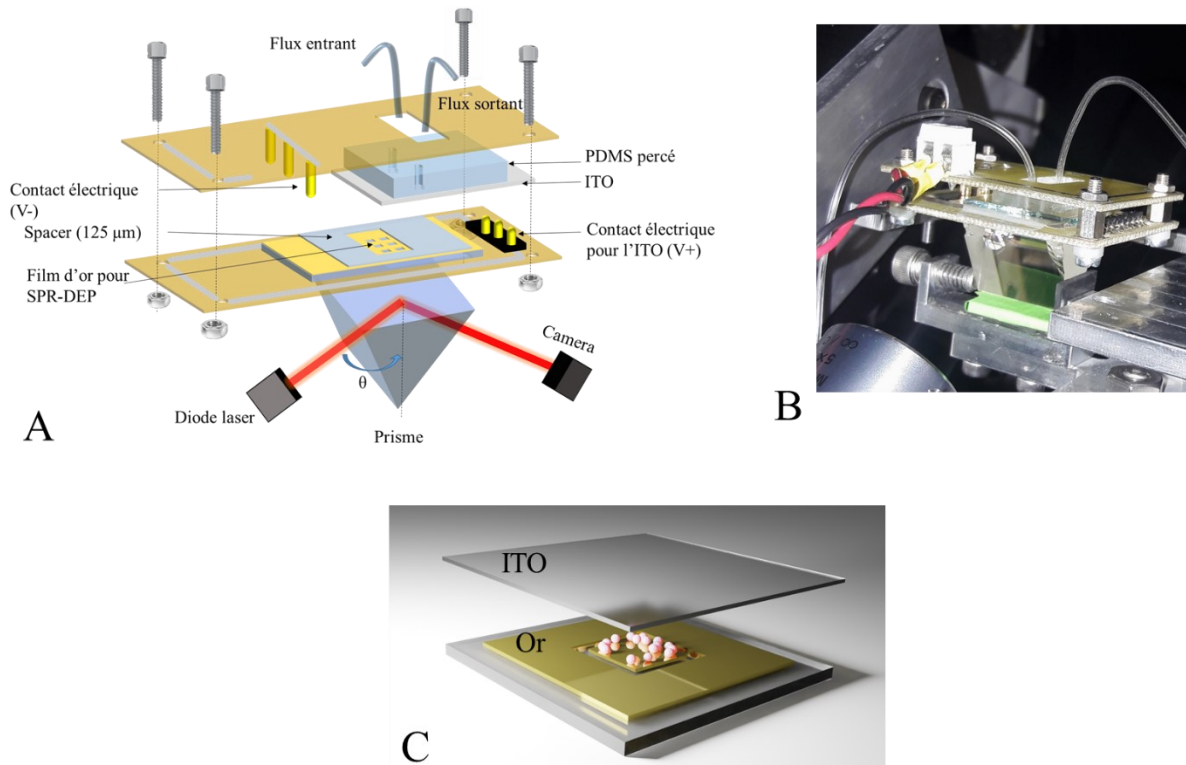 Flux entrant
Flux sortant
PDMS percé
ITO
Contact électrique
(V-)
Spacer (125 µm)
Contact électrique
pour l'ITO (V+)
Film d'or pour
SPR-DEP
Camera
θ
Diode laser
Prisme
A
B
ITO
Or
C